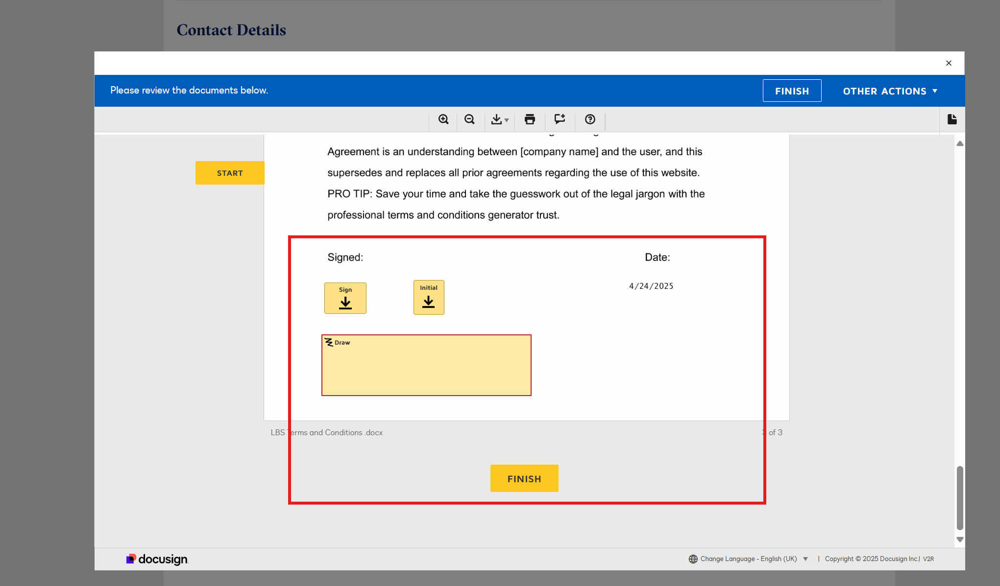 Contact Details
Please review the documents below.
FINISH
OTHER ACTIONS
START
Agreement is an understanding between [company name] and the user, and this
supersedes and replaces all prior agreements regarding the use of this website.
PRO TIP: Save your time and take the guesswork out of the legal jargon with the
professional terms and conditions generator trust.
Signed:
Date:
Sign
Initial
4/24/2025
Draw
LBS Terms and Conditions .docx
3 of 3
FINISH
docusign
Change Language - English (UK)
| Copyright © 2025 Docusign Inc.| V2R